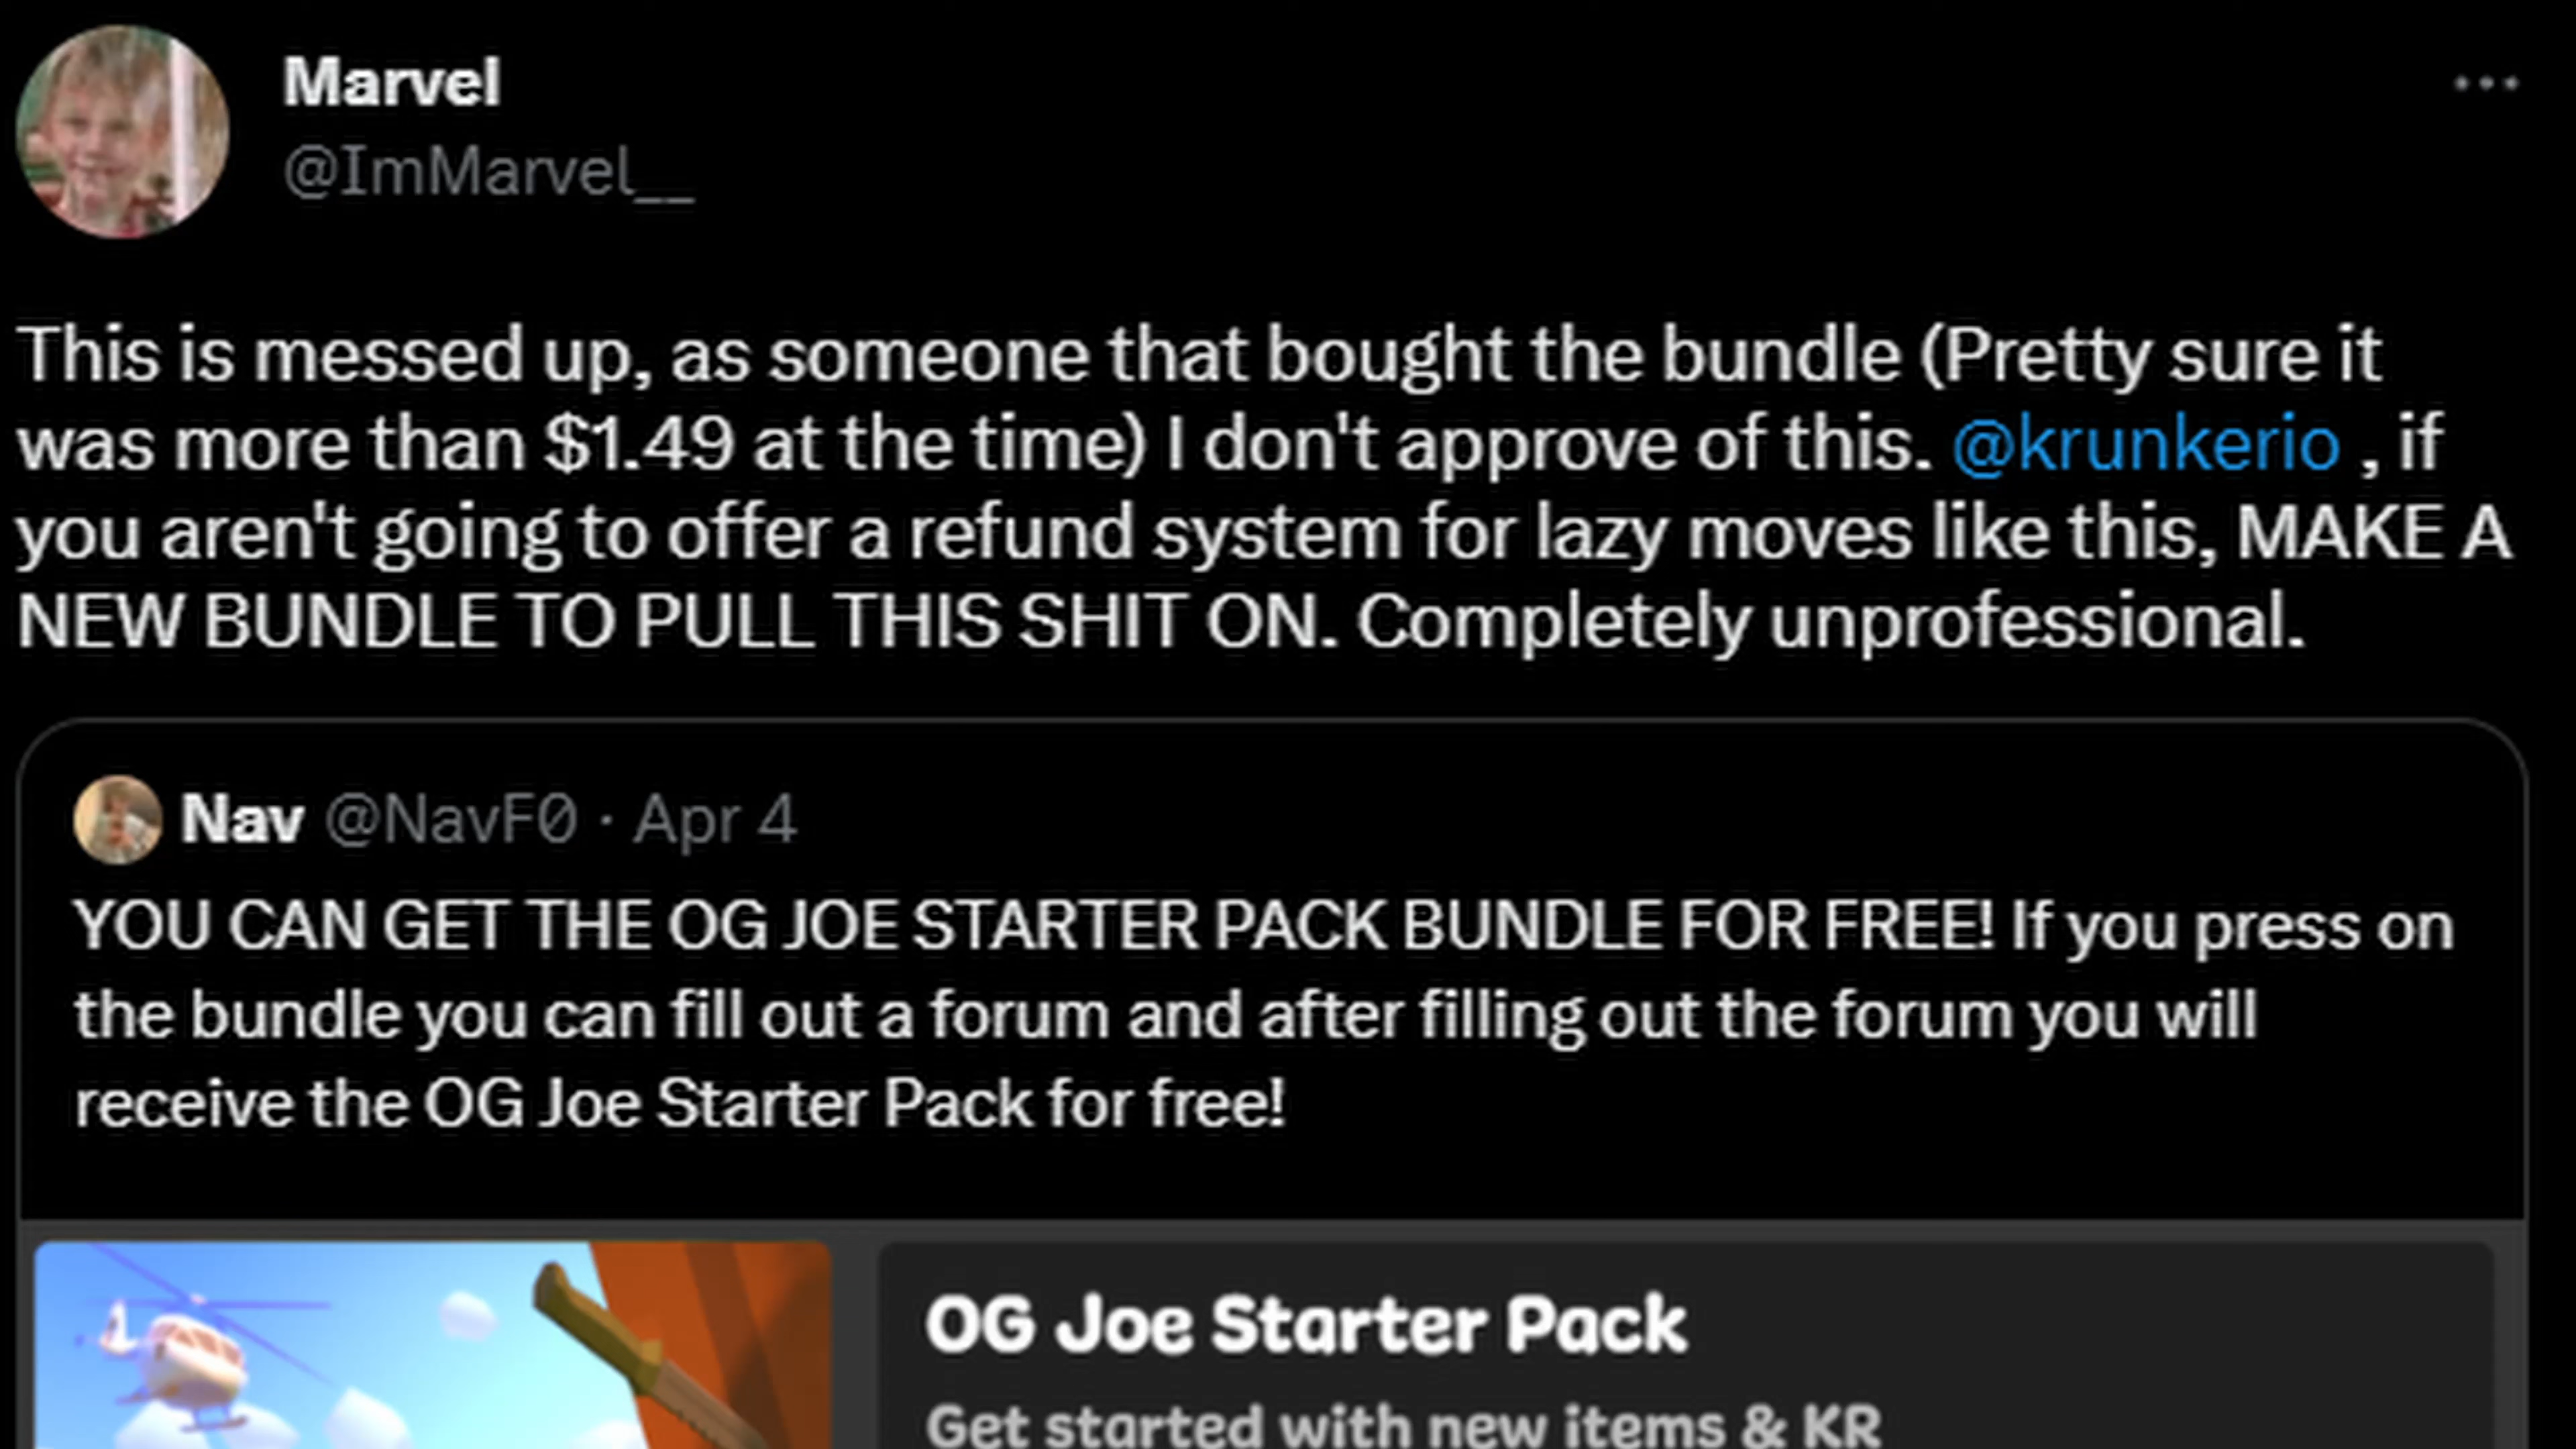 Marvel
@ImMarvel__
This is messed up, as someone that bought the bundle (Pretty sure it
was more than $1.49 at the time) I don't approve of this. @krunkerio , if
you aren't going to offer a refund system for lazy moves like this, MAKE A
NEW BUNDLE TO PULL THIS SHIT ON. Completely unprofessional.
Nav @NavF0 · Apr 4
YOU CAN GET THE OG JOE STARTER PACK BUNDLE FOR FREE! If you press on
the bundle you can fill out a forum and after filling out the forum you will
receive the OG Joe Starter Pack for free!
OG Joe Starter Pack
Get started with new items & KR